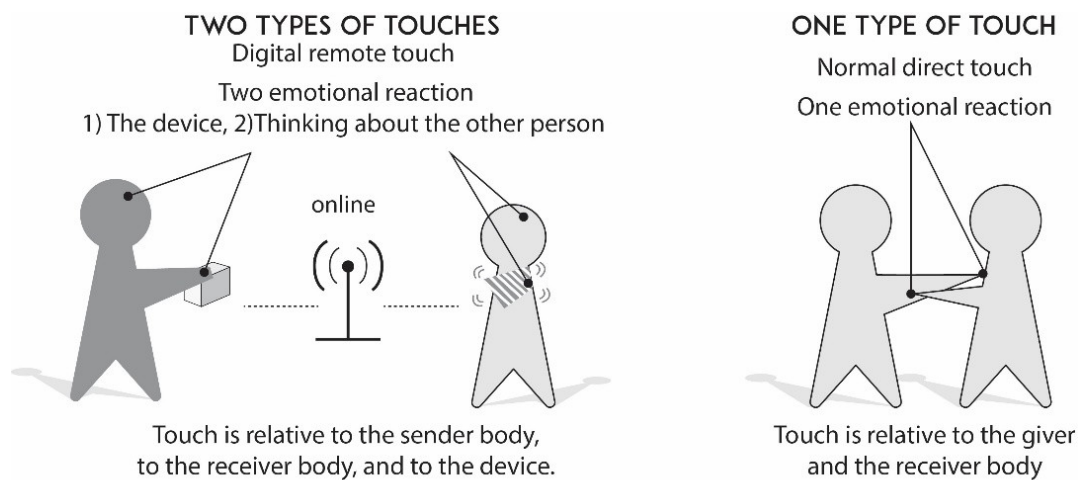 TWO TYPES OF TOUCHES
Digital remote touch
Two emotional reaction
1) The device, 2)Thinking about the other person
online
Touch is relative to the sender body,
to the receiver body, and to the device.
ONE TYPE OF TOUCH
Normal direct touch
One emotional reaction
Touch is relative to the giver
and the receiver body